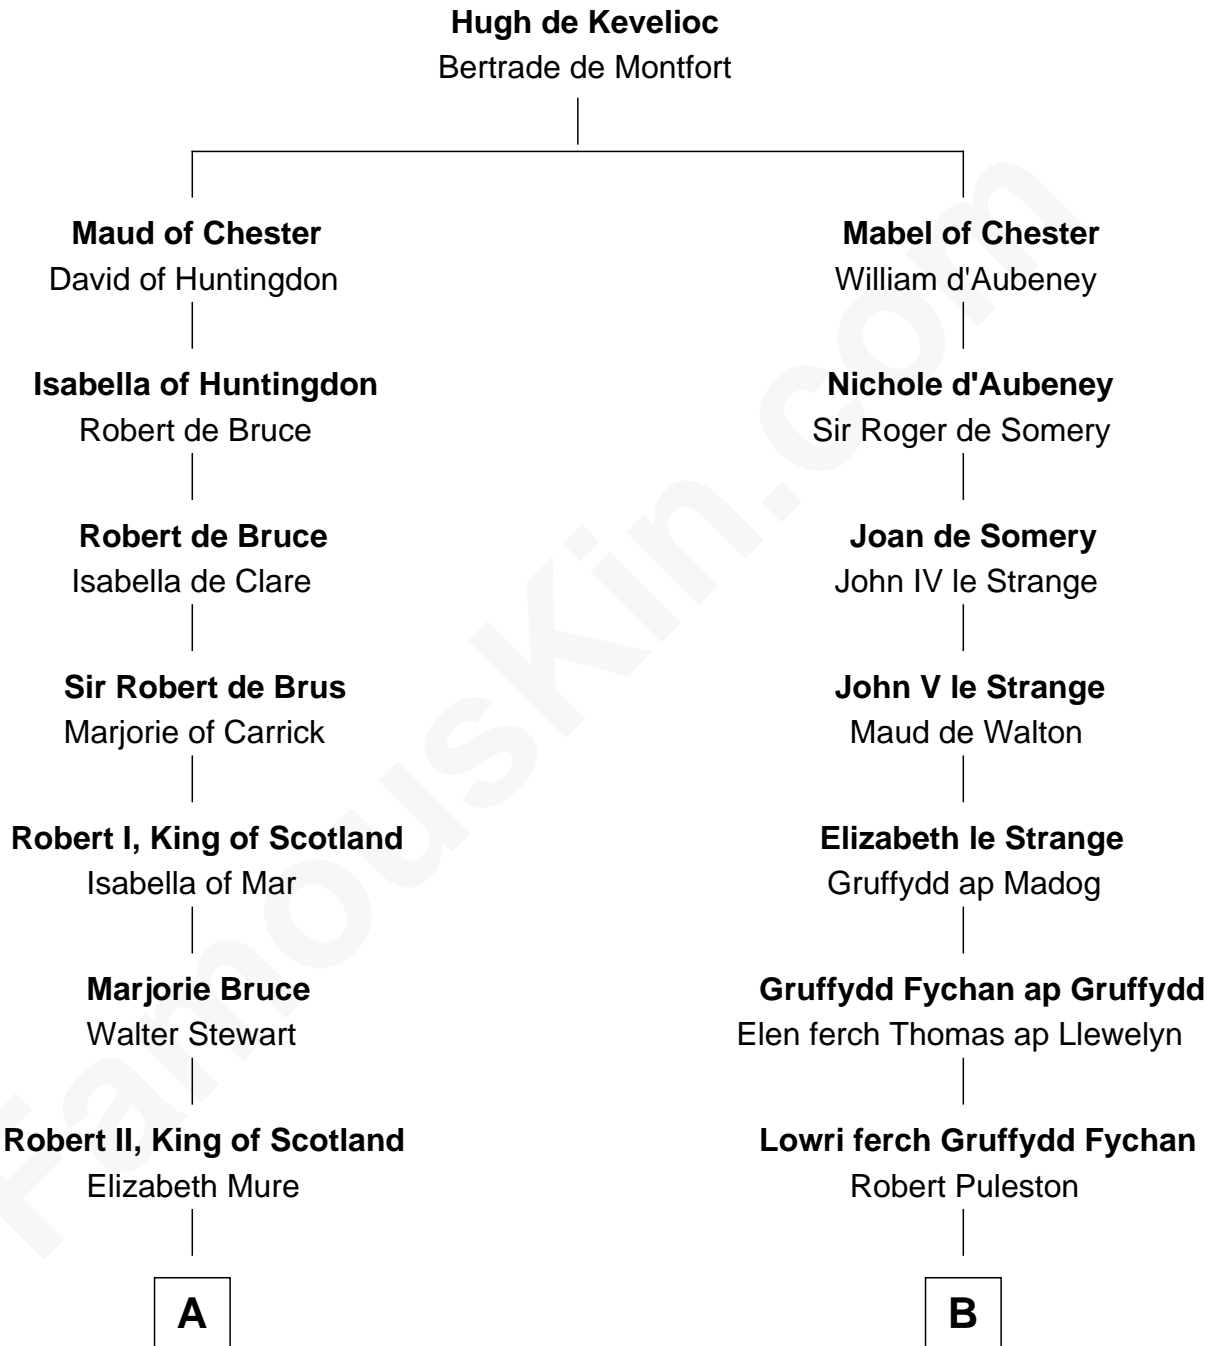 Hugh de Kevelioc
Bertrade de Montfort
Maud of Chester
David of Huntingdon
Mabel of Chester
William d'Aubeney
Isabella of Huntingdon
Robert de Bruce
Nichole d'Aubeney
Sir Roger de Somery
Robert de Bruce
Isabella de Clare
Joan de Somery
John IV le Strange
Sir Robert de Brus
Marjorie of Carrick
John V le Strange
Maud de Walton
Robert I, King of Scotland
Isabella of Mar
Elizabeth le Strange
Gruffydd ap Madog
Marjorie Bruce
Walter Stewart
Gruffydd Fychan ap Gruffydd
Elen ferch Thomas ap Llewelyn
Robert II, King of Scotland
Elizabeth Mure
Lowri ferch Gruffydd Fychan
Robert Puleston
A
B
FamousKin.com